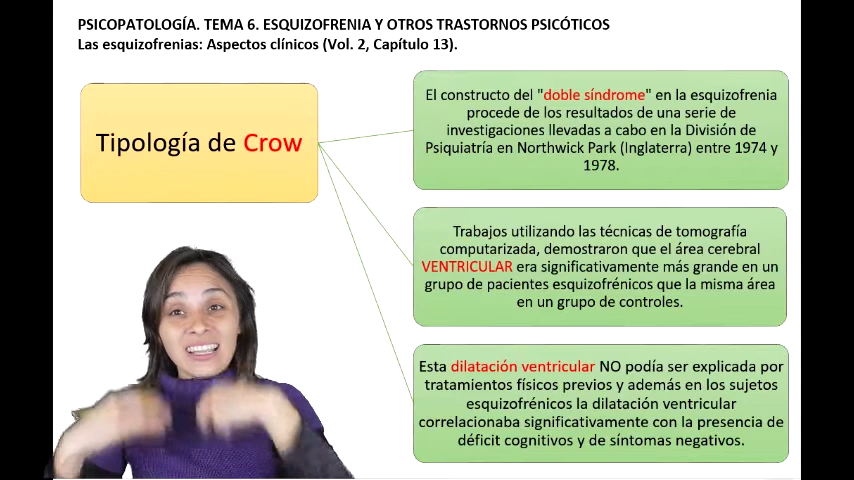 PSICOPATOLOGÍA. TEMA 6. ESQUIZOFRENIA Y OTROS TRASTORNOS PSICÓTICOS
Las esquizofrenias: Aspectos clínicos (Vol. 2, Capítulo 13).
Tipología de Crow
El constructo del "doble síndrome" en la esquizofrenia
procede de los resultados de una serie de
investigaciones llevadas a cabo en la División de
Psiquiatría en Northwick Park (Inglaterra) entre 1974 y
1978.
Trabajos utilizando las técnicas de tomografía
computarizada, demostraron que el área cerebral
VENTRICULAR era significativamente más grande en un
grupo de pacientes esquizofrénicos que la misma área
en un grupo de controles.
Esta dilatación ventricular NO podía ser explicada por
tratamientos físicos previos y además en los sujetos
esquizofrénicos la dilatación ventricular
correlacionaba significativamente con la presencia de
déficit cognitivos y de síntomas negativos.